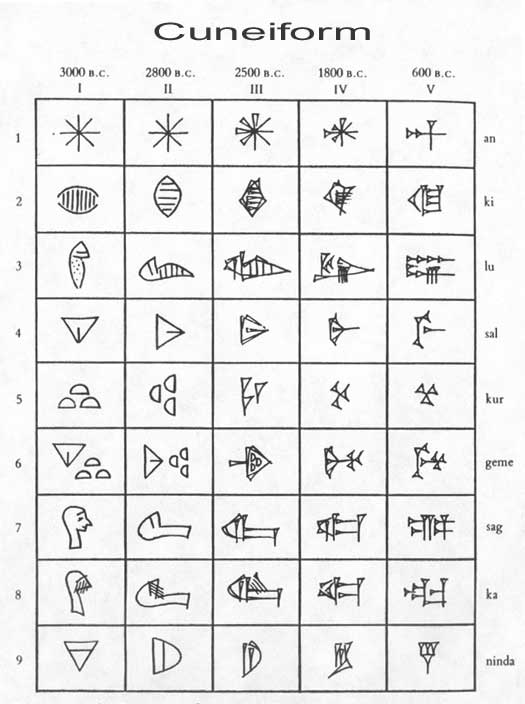 Cuneiform
3000 B.C. 2800 B.C. 2500 B.C. 1800 B.C. 600 B.C.
I II III IV V
1 an
2 ki
3 lu
4 sal
5 kur
6 geme
7 sag
8 ka
9 ninda